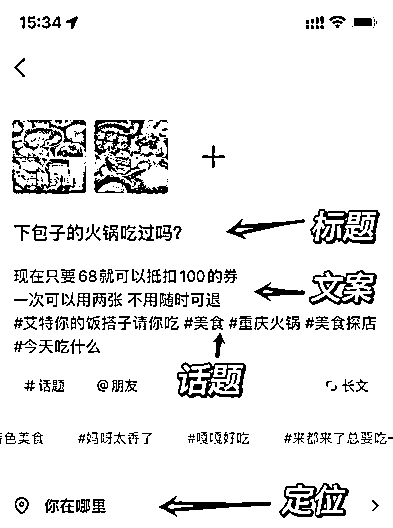 15:34
下包子的火锅吃过吗?
标题
现在只要68就可以抵扣100的券
一次可以用两张 不用随时可退
文案
#艾特你的饭搭子请你吃 #美食 #重庆火锅 #美食探店
#今天吃什么
话题
#话题
@朋友
长文
特色美食
#妈呀太香了
#嘎嘎好吃
#来都来了总要吃一
你在哪里
定位